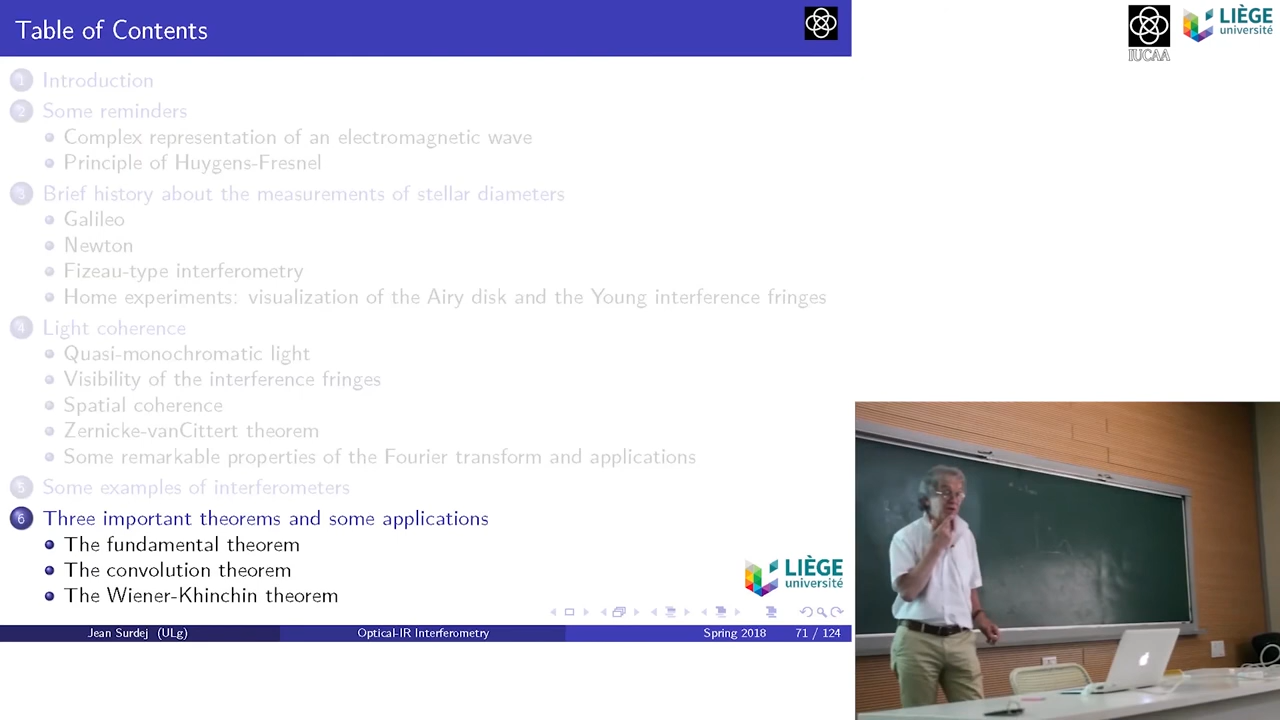 Table of Contents
IUCAA
LIÈGE
université
1 Introduction
2 Some reminders
Complex representation of an electromagnetic wave
Principle of Huygens-Fresnel
3 Brief history about the measurements of stellar diameters
Galileo
Newton
Fizeau-type interferometry
Home experiments: visualization of the Airy disk and the Young interference fringes
4 Light coherence
Quasi-monochromatic light
Visibility of the interference fringes
Spatial coherence
Zernicke-vanCittert theorem
Some remarkable properties of the Fourier transform and applications
5 Some examples of interferometers
6 Three important theorems and some applications
The fundamental theorem
The convolution theorem
The Wiener-Khinchin theorem
LIÈGE
université
Jean Surdej (ULg) Optical-IR Interferometry Spring 2018 71 / 124